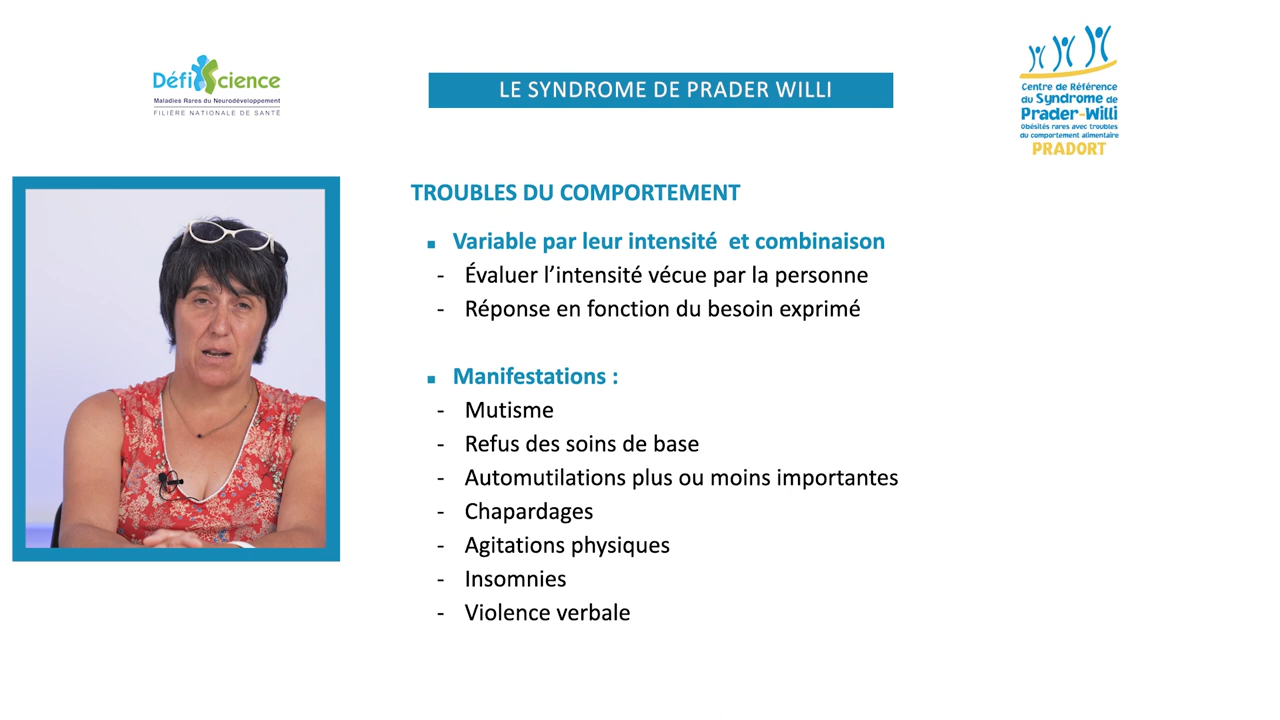 DéfiScience
Maladies Rares du Neurodéveloppement
FILIÈRE NATIONALE DE SANTÉ
LE SYNDROME DE PRADER WILLI
Centre de Référence
du Syndrome de
Prader-Willi
Obésités rares avec troubles
du comportement alimentaire
PRADORT
TROUBLES DU COMPORTEMENT
▪ Variable par leur intensité et combinaison
- Évaluer l’intensité vécue par la personne
- Réponse en fonction du besoin exprimé
▪ Manifestations :
- Mutisme
- Refus des soins de base
- Automutilations plus ou moins importantes
- Chapardages
- Agitations physiques
- Insomnies
- Violence verbale